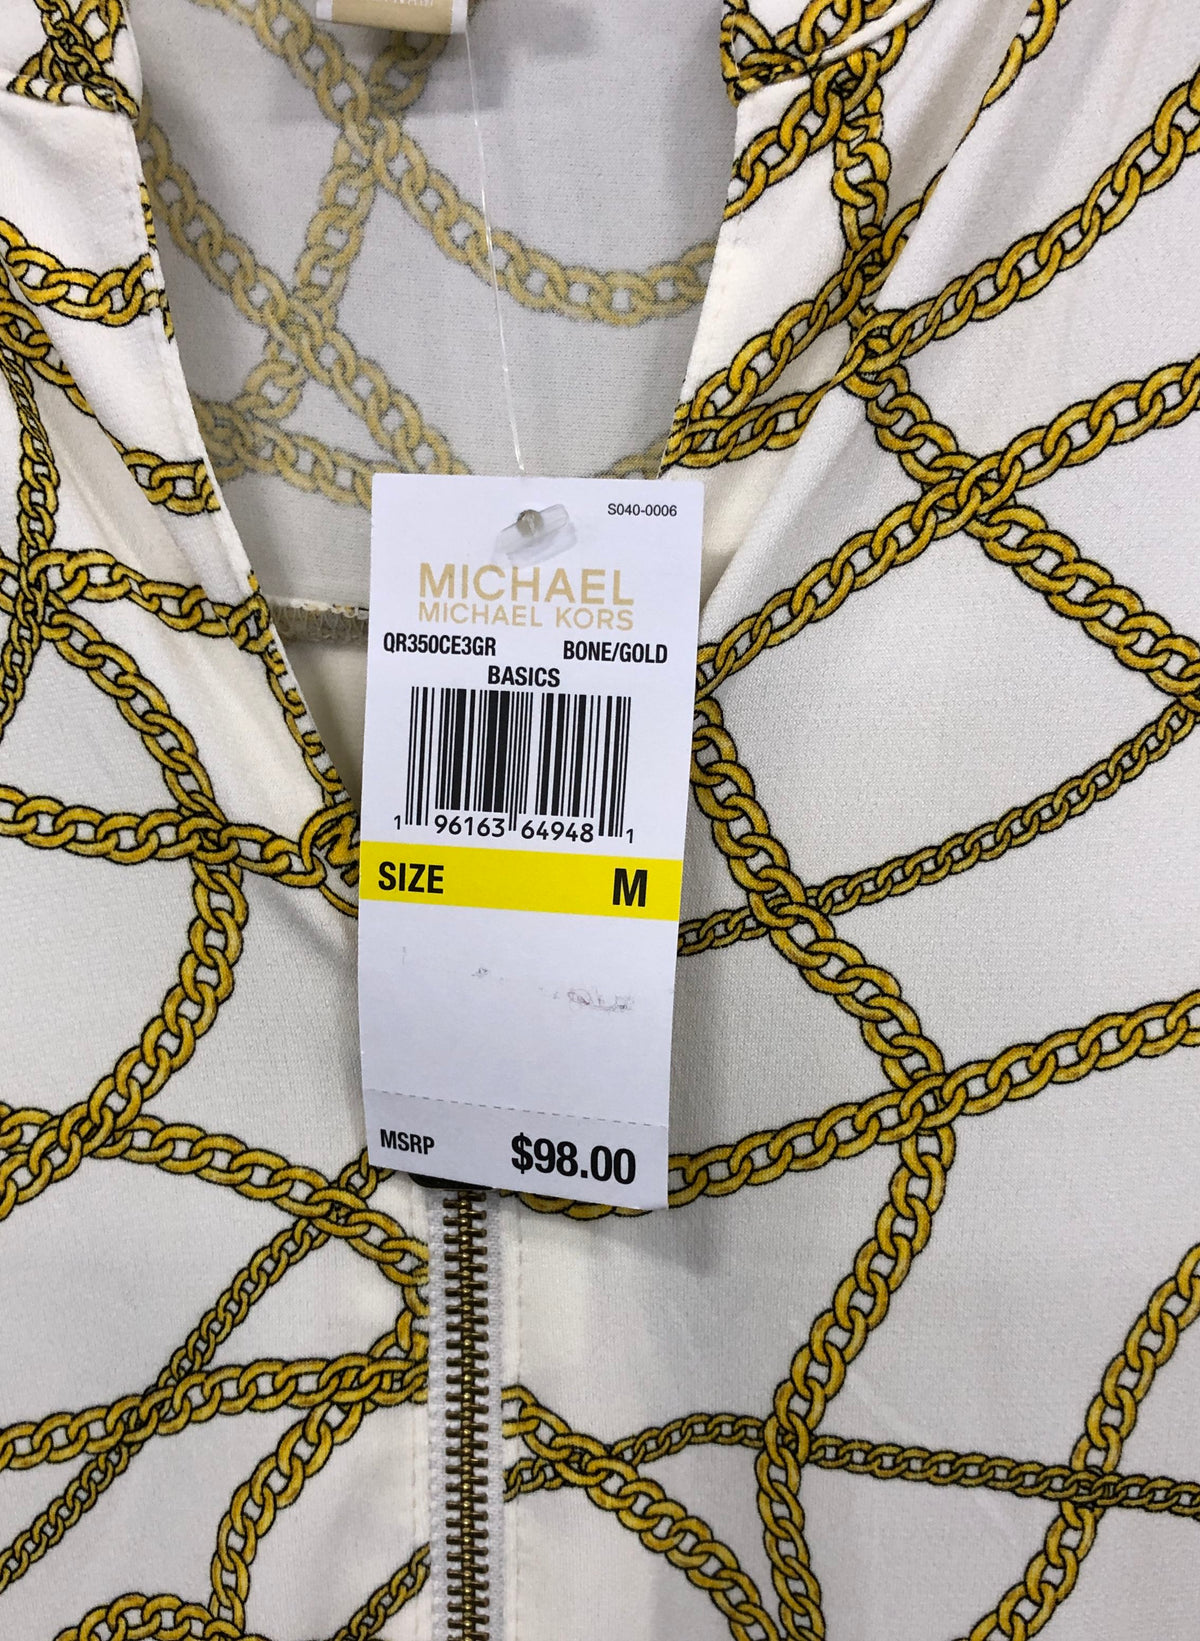 S040-0006
MICHAEL
MICHAEL KORS
QR350CE3GR BONE/GOLD
BASICS
1 96163 64948 1
SIZE M
MSRP $98.00